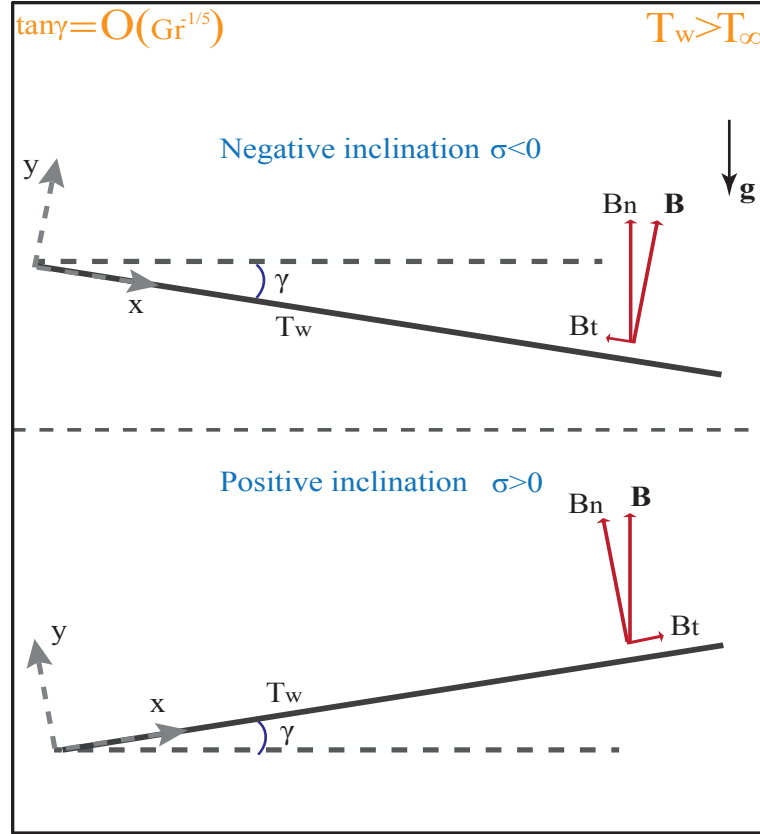 tanγ=O(Gr^-1/5) Tw>T∞
Negative inclination σ<0
y
g
Bn B
γ
x
Tw
Bt
Positive inclination σ>0
Bn B
y
Bt
Tw
x
γ